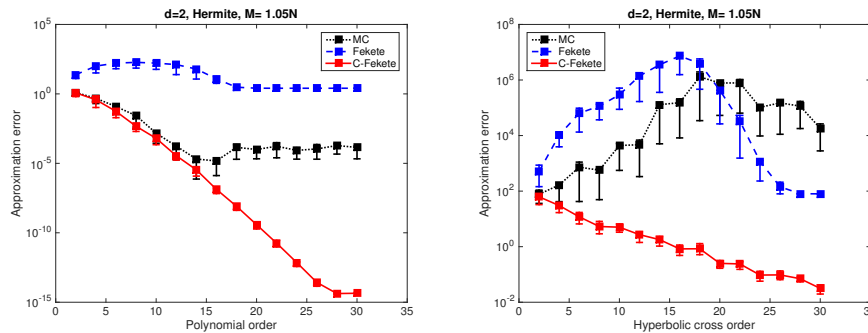 d=2, Hermite, M= 1.05N
10^5
10^0
10^-5
10^-10
10^-15
Approximation error
0
5
10
15
20
25
30
35
Polynomial order
MC
Fekete
C-Fekete
d=2, Hermite, M= 1.05N
10^8
10^6
10^4
10^2
10^0
10^-2
Approximation error
0
5
10
15
20
25
30
35
Hyperbolic cross order
MC
Fekete
C-Fekete